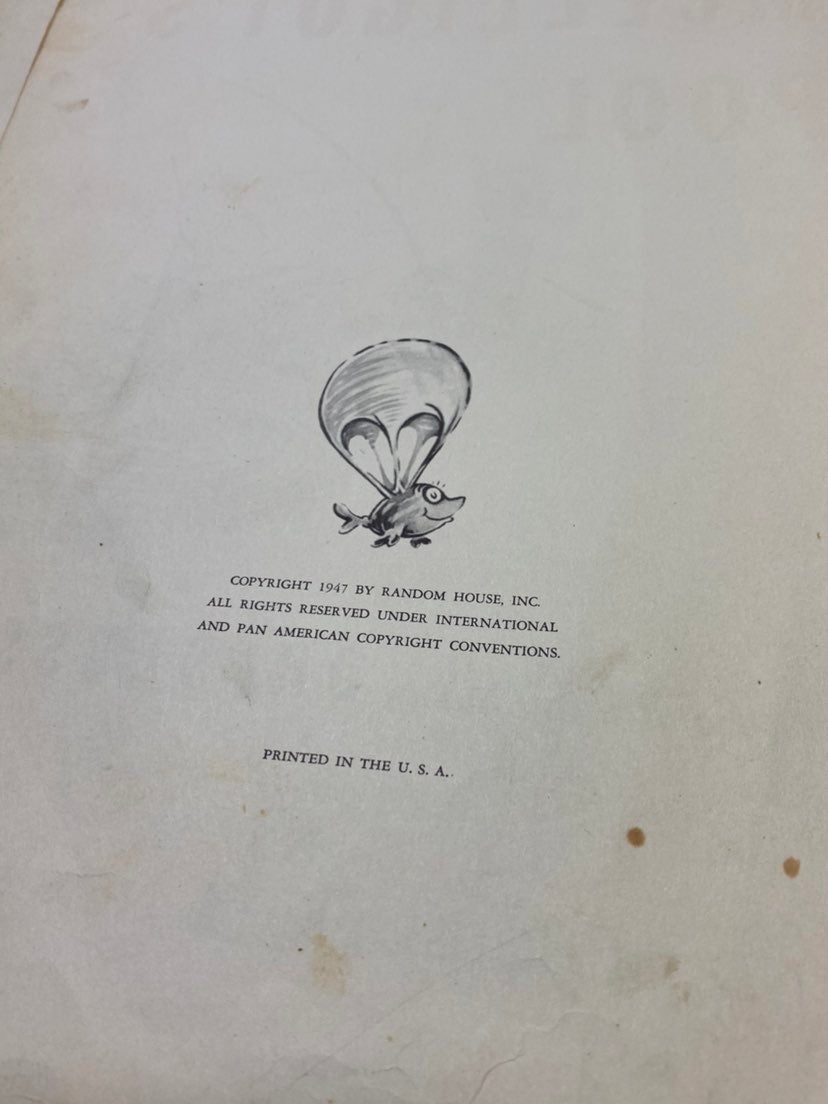 COPYRIGHT 1947 BY RANDOM HOUSE, INC.
ALL RIGHTS RESERVED UNDER INTERNATIONAL
AND PAN AMERICAN COPYRIGHT CONVENTIONS.
PRINTED IN THE U. S. A.